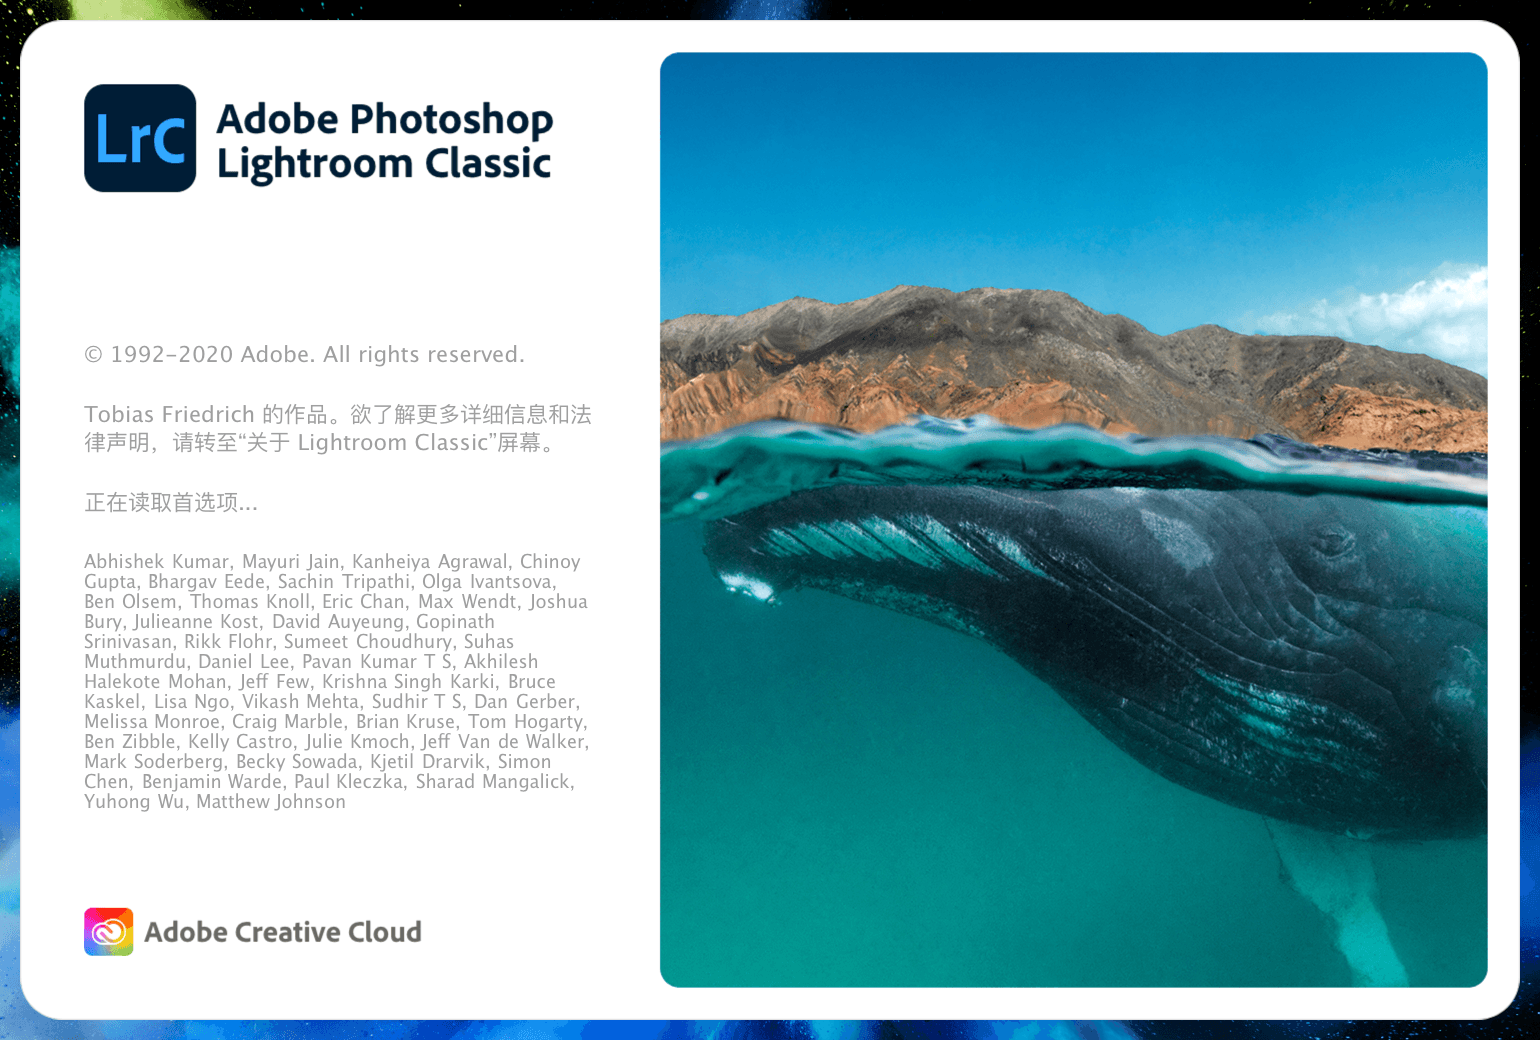 LrC
Adobe Photoshop
Lightroom Classic
© 1992-2020 Adobe. All rights reserved.
Tobias Friedrich 的作品。欲了解更多详细信息和法
律声明，请转至“关于 Lightroom Classic”屏幕。
正在读取首选项...
Abhishek Kumar, Mayuri Jain, Kanheiya Agrawal, Chinoy
Gupta, Bhargav Eede, Sachin Tripathi, Olga Ivantsova,
Ben Olsem, Thomas Knoll, Eric Chan, Max Wendt, Joshua
Bury, Julieanne Kost, David Auyeung, Gopinath
Srinivasan, Rikk Flohr, Sumeet Choudhury, Suhas
Muthmurdu, Daniel Lee, Pavan Kumar T S, Akhilesh
Halekote Mohan, Jeff Few, Krishna Singh Karki, Bruce
Kaskel, Lisa Ngo, Vikash Mehta, Sudhir T S, Dan Gerber,
Melissa Monroe, Craig Marble, Brian Kruse, Tom Hogarty,
Ben Zibble, Kelly Castro, Julie Kmoch, Jeff Van de Walker,
Mark Soderberg, Becky Sowada, Kjetil Drarvik, Simon
Chen, Benjamin Warde, Paul Kleczka, Sharad Mangalick,
Yuhong Wu, Matthew Johnson
Adobe Creative Cloud